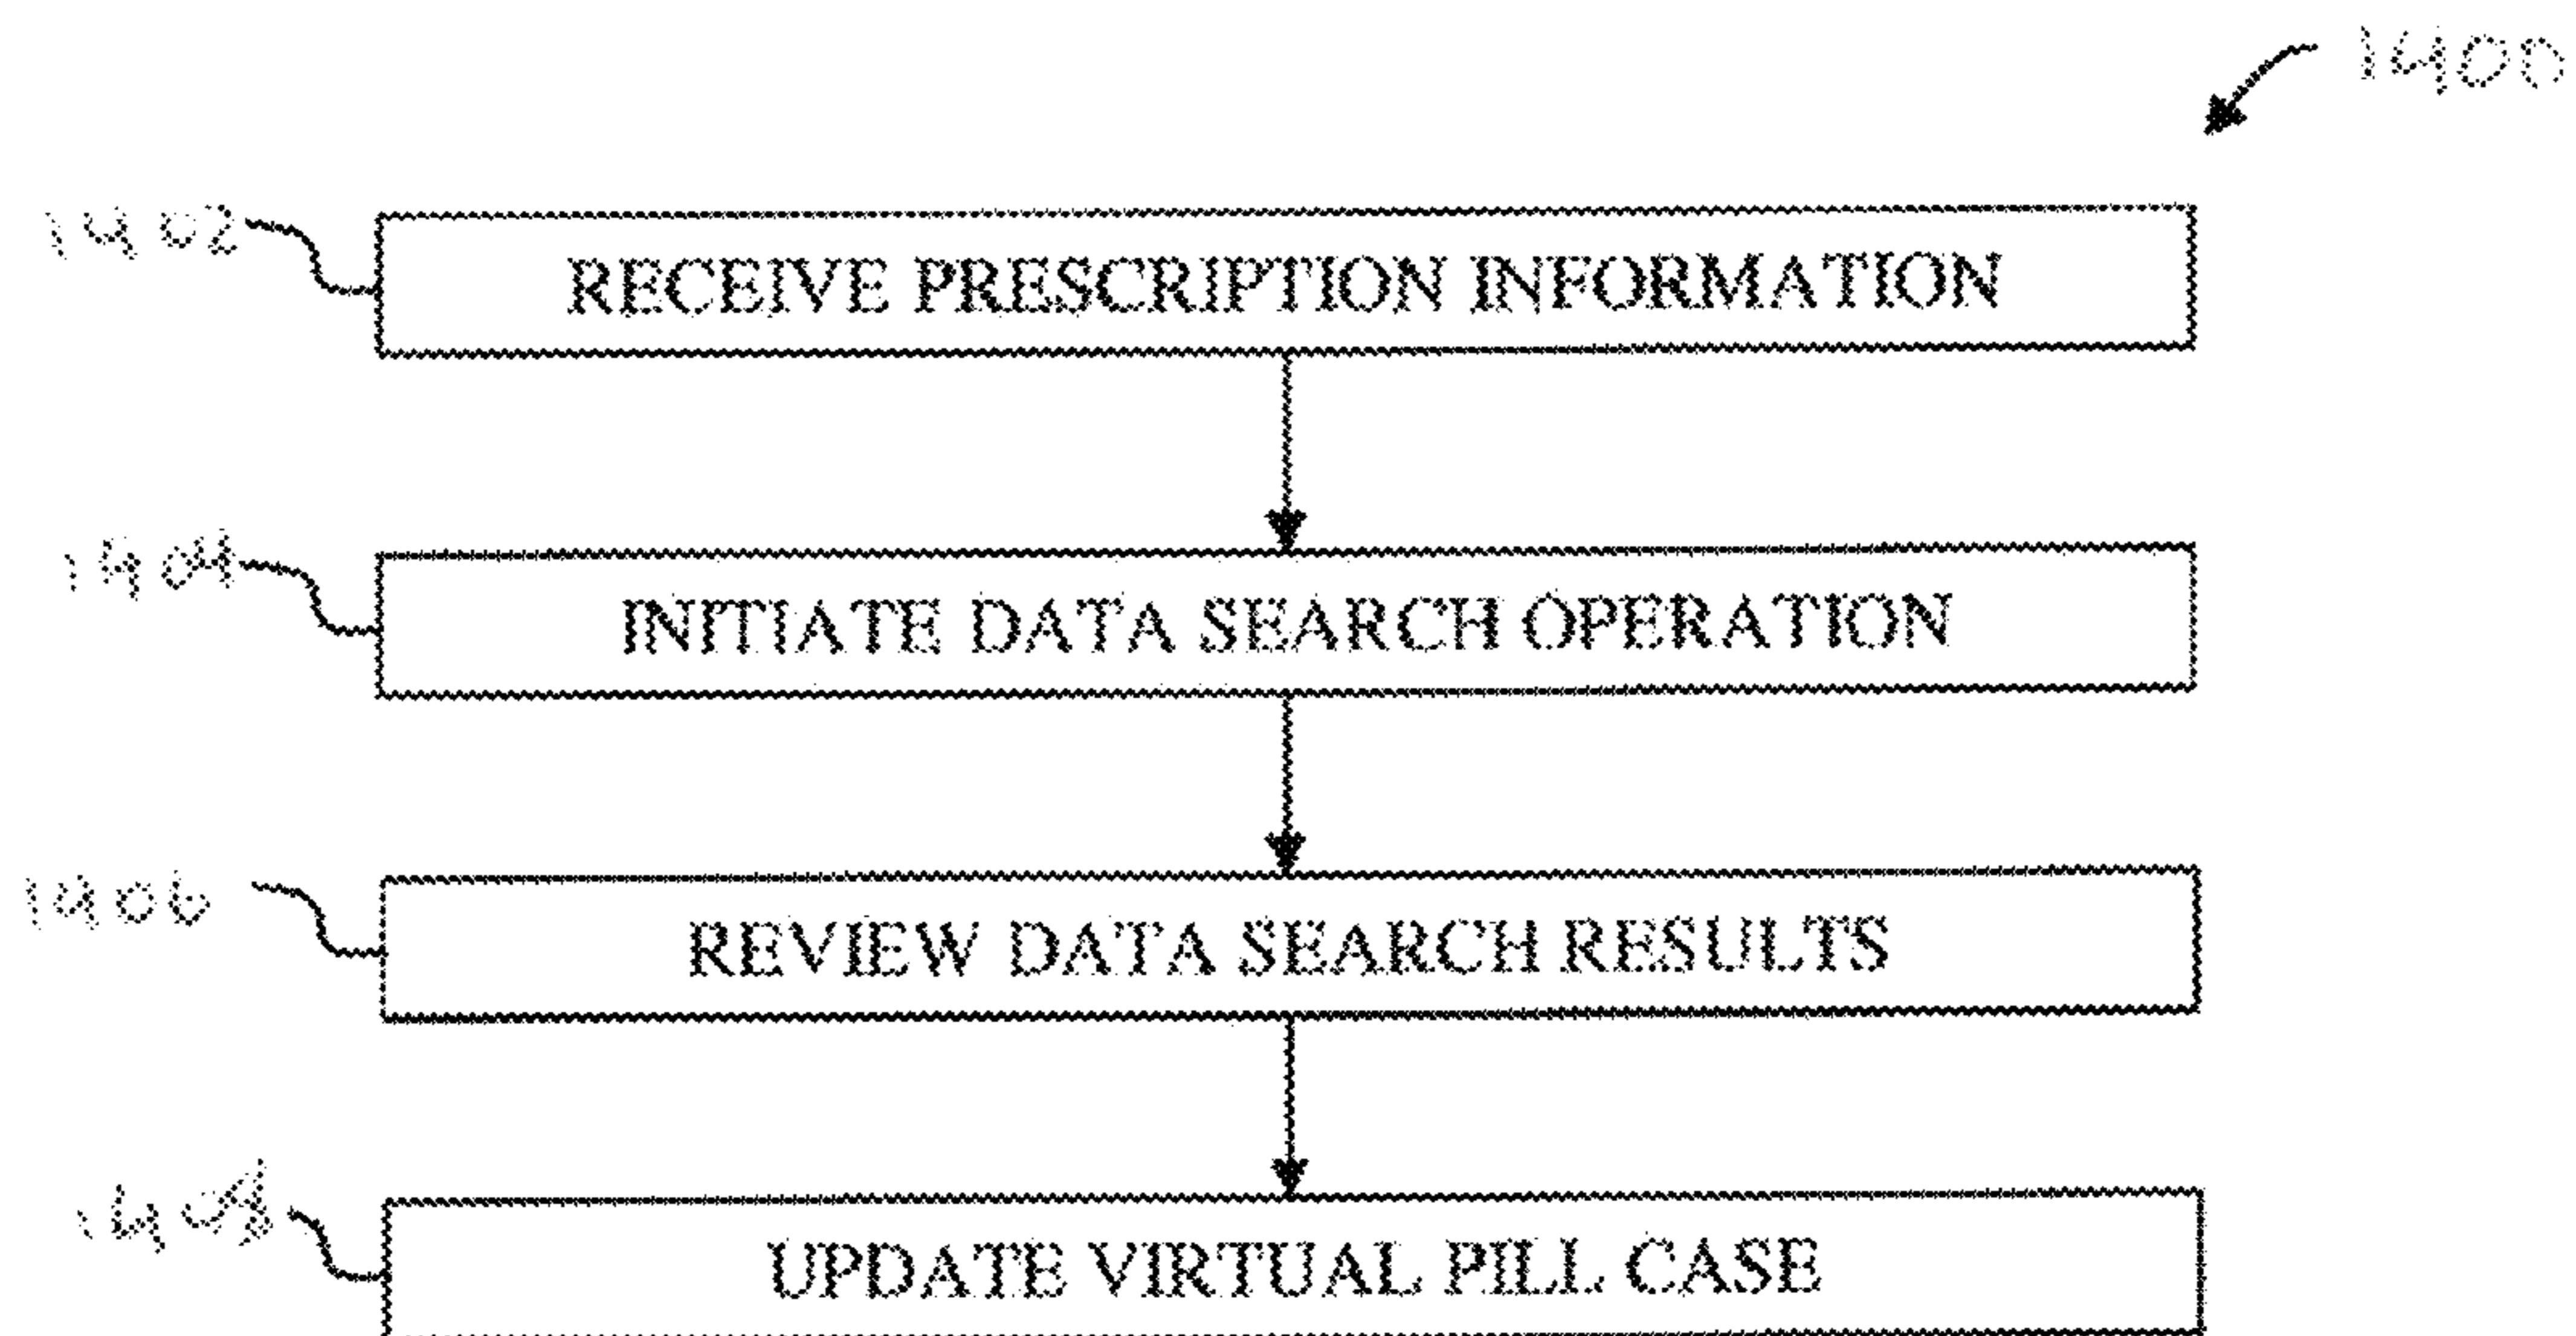 1400
1402
RECEIVE PRESCRIPTION INFORMATION
1404
INITIATE DATA SEARCH OPERATION
1406
REVIEW DATA SEARCH RESULTS
1408
UPDATE VIRTUAL PILL CASE